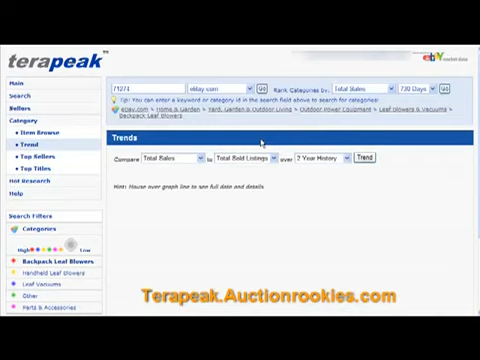 terapeak™
ebY market data
Main
Search
Sellers
Category
Item Browse
Trend
Top Sellers
Top Titles
Hot Research
Help
71274 eBay.com Go Rank Categories by: Total Sales 730 Days Go
Tip: You can enter a keyword or category id in the search field above to search for categories!
eBay.com > Home & Garden > Yard, Garden & Outdoor Living > Outdoor Power Equipment > Leaf Blowers & Vacuums >
Backpack Leaf Blowers
Trends
Compare Total Sales to Total Sold Listings over 2 Year History Trend
Hint: Hover over graph line to see full date and details
Search Filters
Categories
High Low
Backpack Leaf Blowers
Handheld Leaf Blowers
Leaf Vacuums
Other
Parts & Accessories
Terapeak.Auctionrookies.com